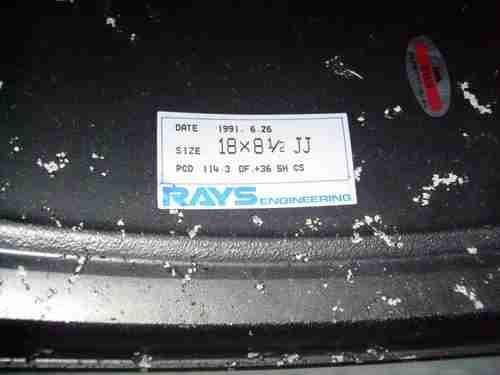 DATE 1991. 6.26
SIZE 18×8½ JJ
PCD 114.3 OF.+36 5H CS
RAYS ENGINEERING